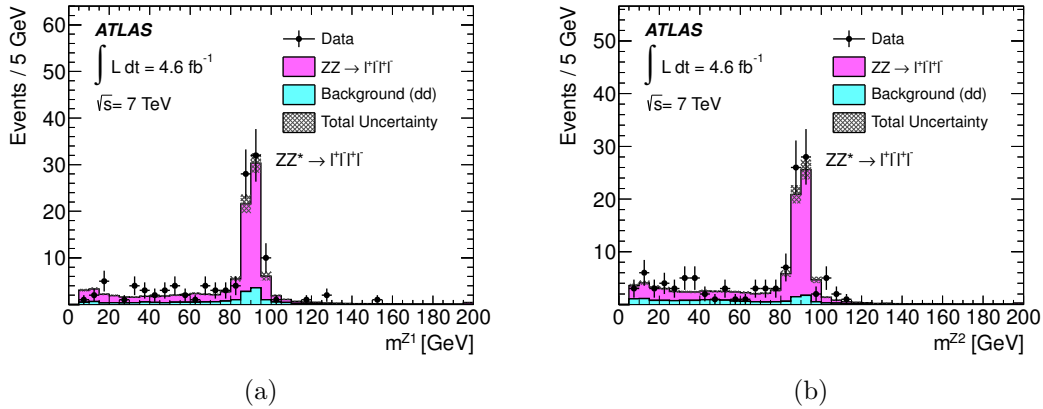 Events / 5 GeV
60
50
40
30
20
10
ATLAS
∫ L dt = 4.6 fb⁻¹
√s= 7 TeV
Data
ZZ → l⁺l⁻l⁺l⁻
Background (dd)
Total Uncertainty
ZZ* → l⁺l⁻l⁺l⁻
0 20 40 60 80 100 120 140 160 180 200
mᶻ¹ [GeV]
(a)
Events / 5 GeV
50
40
30
20
10
ATLAS
∫ L dt = 4.6 fb⁻¹
√s= 7 TeV
Data
ZZ → l⁺l⁻l⁺l⁻
Background (dd)
Total Uncertainty
ZZ* → l⁺l⁻l⁺l⁻
0 20 40 60 80 100 120 140 160 180 200
mᶻ² [GeV]
(b)